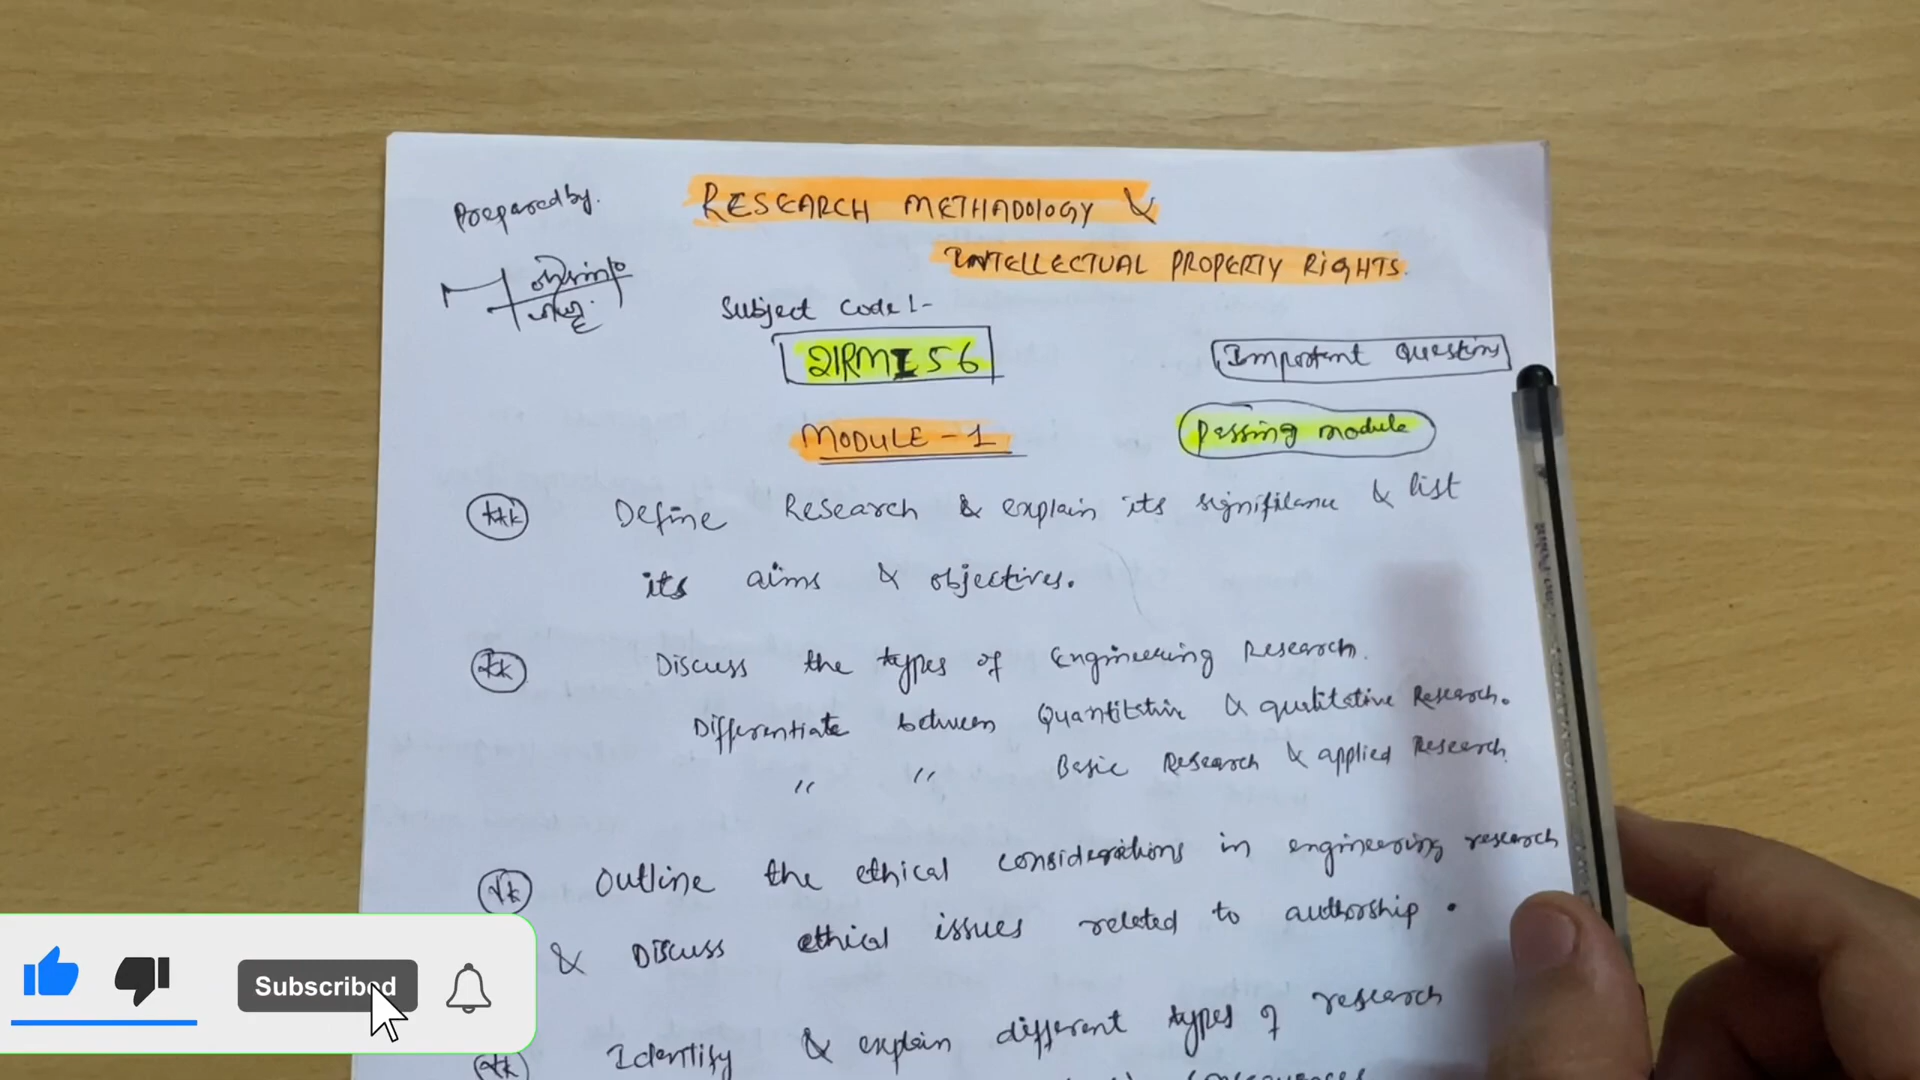 Prepared by.
RESEARCH METHADOLOGY &
INTELLECTUAL PROPERTY RIGHTS.
Subject Code :-
21RMI56
Important Questions
MODULE - 1
Passing module
Define Research & explain its significance & list
its aims & objectives.
Discuss the types of Engineering Research.
Differentiate between Quantitative & qualitative Research.
" " Basic Research & applied Research.
Outline the ethical considerations in engineering research
& Discuss ethical issues related to authorship.
Identify & explain different types of research
Subscribed